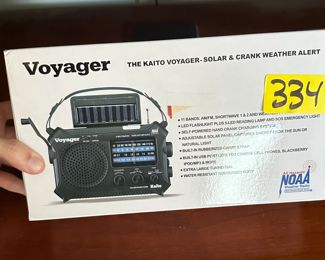 Voyager
THE KAITO VOYAGER- SOLAR & CRANK WEATHER ALERT
334
Voyager
Kaito
• 11 BANDS: AM/FM, SHORTWAVE 1 & 2 AND
• LED FLASHLIGHT PLUS 5-LED READING LAMP AND SOS EMERGENCY LIGHT
• SELF-POWERED HAND CRANK CHARGING SYSTEM
• ADJUSTABLE SOLAR PANEL CAPTURES ENERGY FROM THE SUN OR
NATURAL LIGHT
• BUILT-IN RUBBERIZED CARRY STRAP
• BUILT-IN USB PORT LETS YOU CHARGE CELL PHONES, BLACKBERRY
IPOD/MP3 & MORE
• EXTRA LARGE TUNING DIAL
• WATER RESISTANT
NOAA